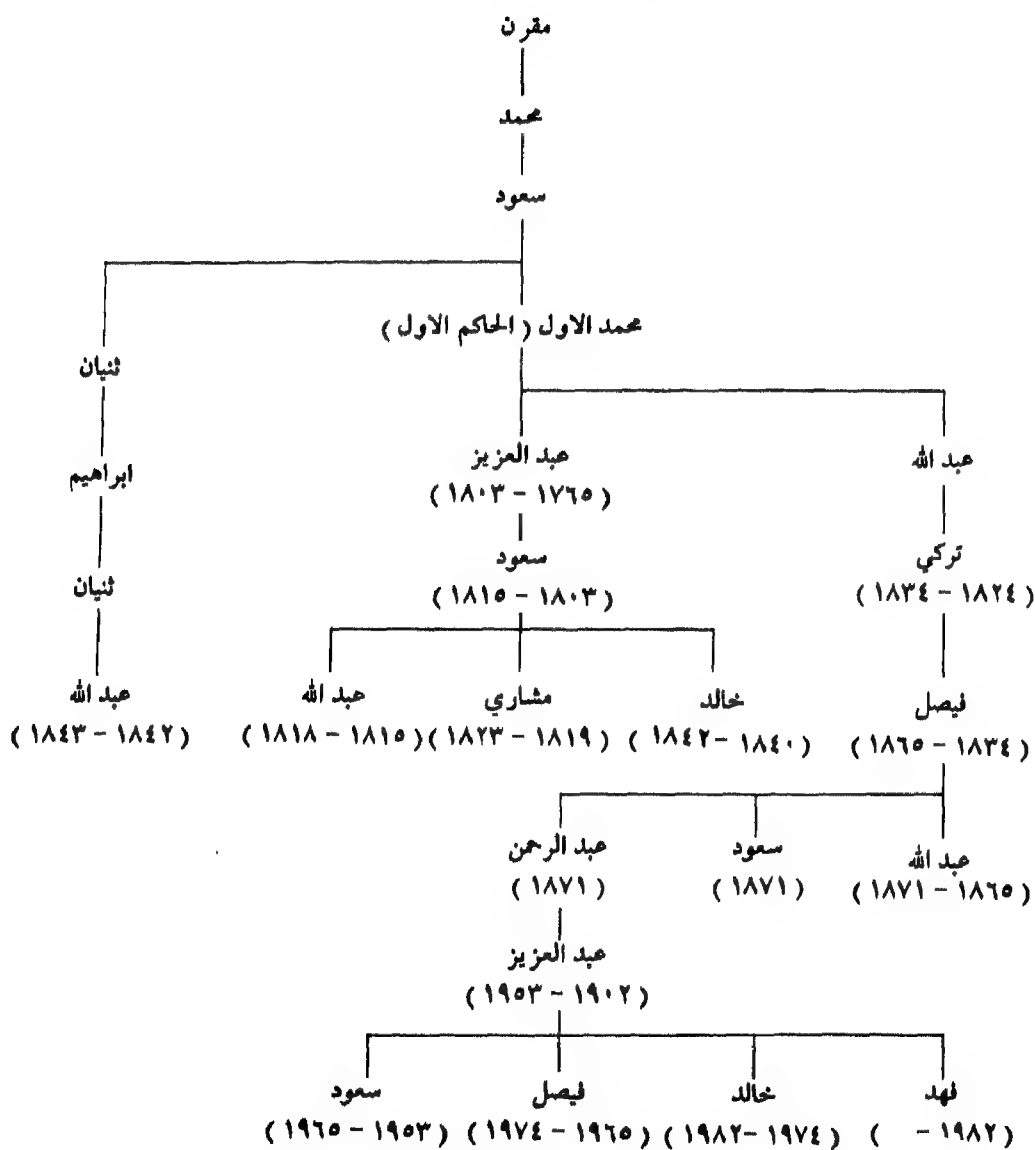 مقرن
محمد
سعود
محمد الاول ( الحاكم الاول )
ثنيان
عبد الله
عبد العزيز
ابراهيم
( ١٧٦٥ - ١٨٠٣ )
تركي
سعود
ثنيان
( ١٨٢٤ - ١٨٣٤ )
( ١٨٠٣ - ١٨١٥ )
فيصل
خالد
مشاري
عبد الله
عبد الله
( ١٨٣٤ - ١٨٦٥ )
( ١٨٤٠ - ١٨٤٢ )
( ١٨١٩ - ١٨٢٣ )
( ١٨١٥ - ١٨١٨ )
( ١٨٤٢ - ١٨٤٣ )
عبد الله
سعود
عبد الرحمن
( ١٨٦٥ - ١٨٧١ )
( ١٨٧١ )
( ١٨٧١ )
عبد العزيز
( ١٩٠٢ - ١٩٥٣ )
فهد
خالد
فيصل
سعود
( ١٩٨٢ - )
( ١٩٧٤ - ١٩٨٢ )
( ١٩٦٥ - ١٩٧٤ )
( ١٩٥٣ - ١٩٦٥ )